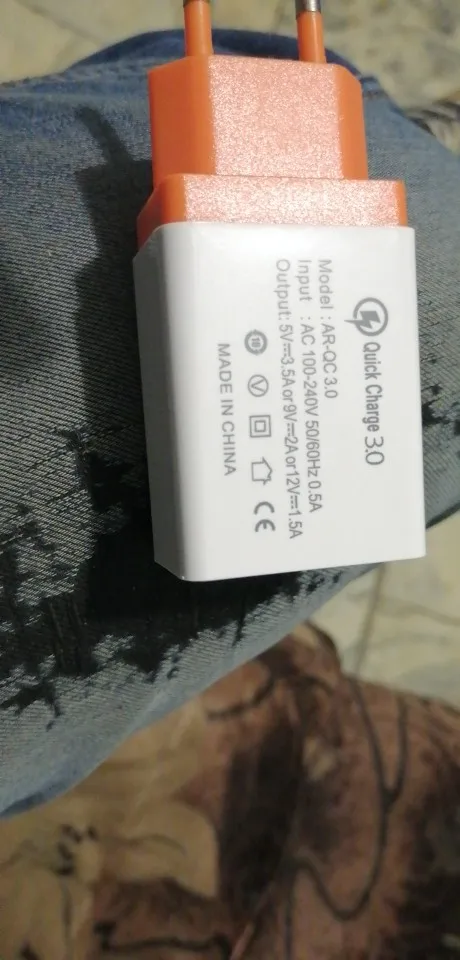 Quick Charge 3.0
Model : AR-QC 3.0
Input : AC 100-240V 50/60Hz 0.5A
Output: 5V⎓3.5A or 9V⎓2A or 12V⎓1.5A
V CE
MADE IN CHINA